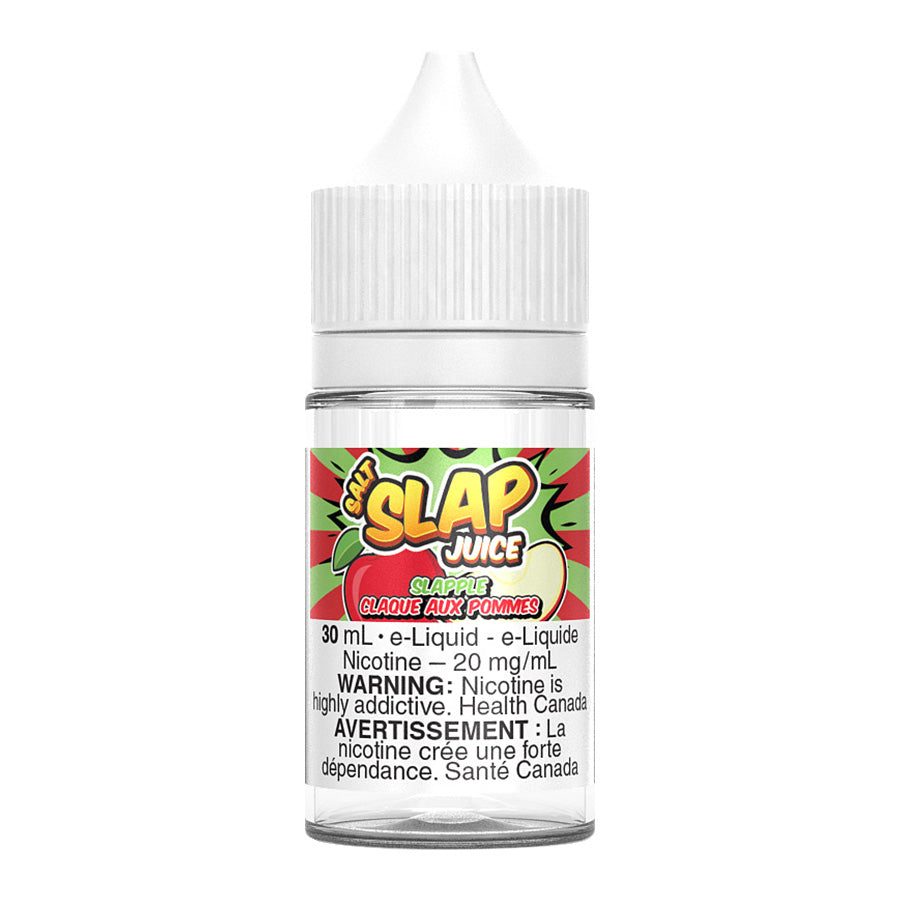 SALT
SLAP
JUICE
SLAPPLE
CLAQUE AUX POMMES
30 mL • e-Liquid - e-Liquide
Nicotine – 20 mg/mL
WARNING: Nicotine is
highly addictive. Health Canada
AVERTISSEMENT : La
nicotine crée une forte
dépendance. Santé Canada